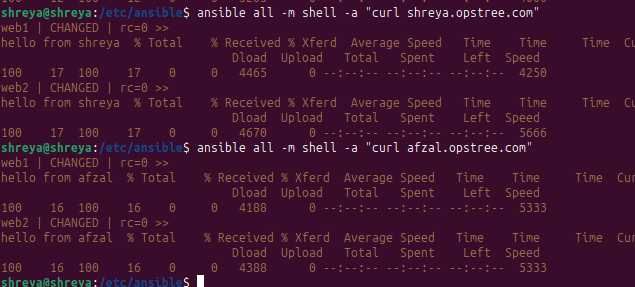 shreya@shreya:/etc/ansible$ ansible all -m shell -a "curl shreya.opstree.com"
web1 | CHANGED | rc=0 >>
hello from shreya % Total % Received % Xferd Average Speed Time Time Time Cu
Dload Upload Total Spent Left Speed
100 17 100 17 0 0 4465 0 --:--:-- --:--:-- --:--:-- 4250
web2 | CHANGED | rc=0 >>
hello from shreya % Total % Received % Xferd Average Speed Time Time Time Cu
Dload Upload Total Spent Left Speed
100 17 100 17 0 0 4670 0 --:--:-- --:--:-- --:--:-- 5666
shreya@shreya:/etc/ansible$ ansible all -m shell -a "curl afzal.opstree.com"
web1 | CHANGED | rc=0 >>
hello from afzal % Total % Received % Xferd Average Speed Time Time Time Cur
Dload Upload Total Spent Left Speed
100 16 100 16 0 0 4188 0 --:--:-- --:--:-- --:--:-- 5333
web2 | CHANGED | rc=0 >>
hello from afzal % Total % Received % Xferd Average Speed Time Time Time Cur
Dload Upload Total Spent Left Speed
100 16 100 16 0 0 4388 0 --:--:-- --:--:-- --:--:-- 5333
shreya@shreya:/etc/ansible$